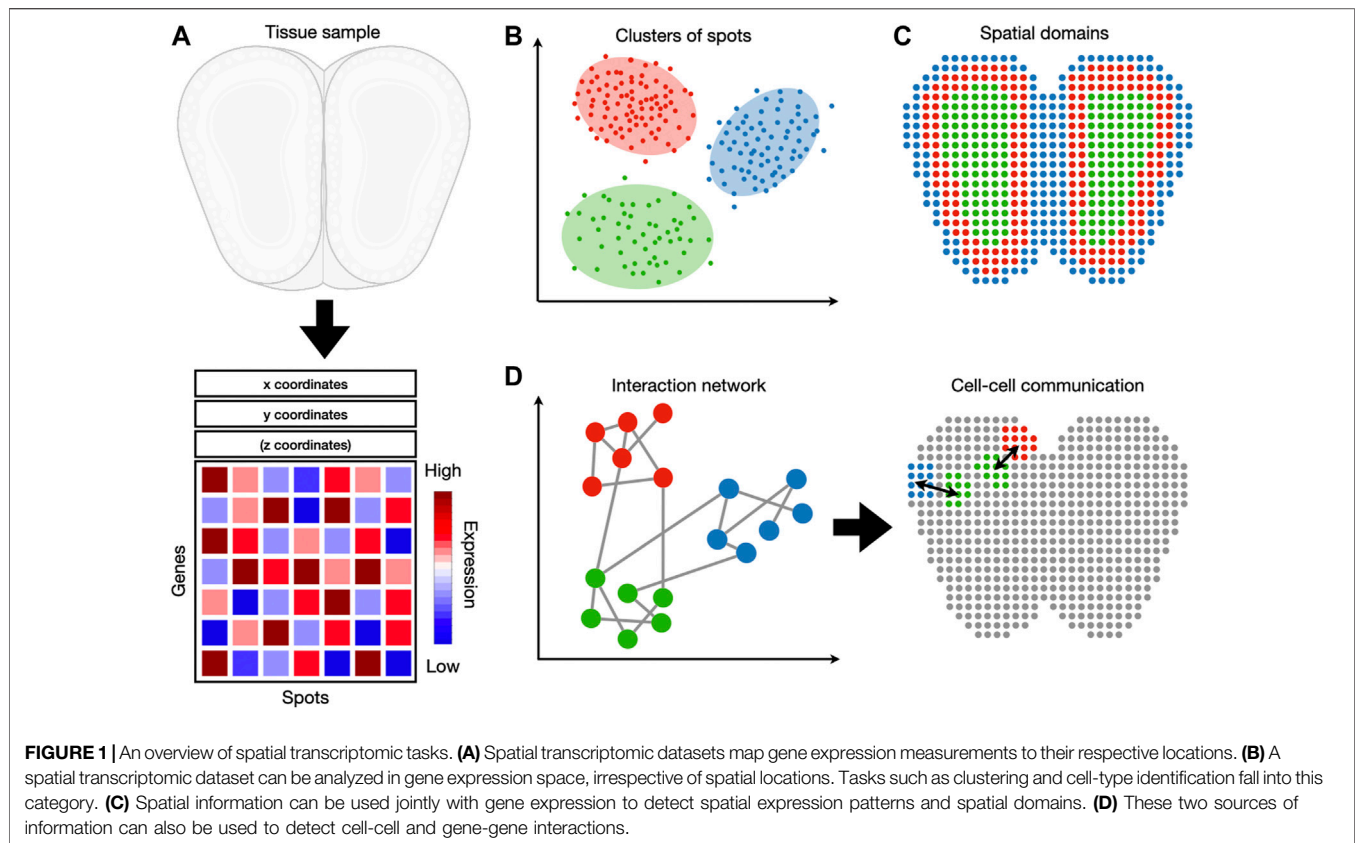 A
Tissue sample
x coordinates
y coordinates
(z coordinates)
Genes
Spots
High
Expression
Low
B
Clusters of spots
C
Spatial domains
D
Interaction network
Cell-cell communication
FIGURE 1 | An overview of spatial transcriptomic tasks. (A) Spatial transcriptomic datasets map gene expression measurements to their respective locations. (B) A
spatial transcriptomic dataset can be analyzed in gene expression space, irrespective of spatial locations. Tasks such as clustering and cell-type identification fall into this
category. (C) Spatial information can be used jointly with gene expression to detect spatial expression patterns and spatial domains. (D) These two sources of
information can also be used to detect cell-cell and gene-gene interactions.